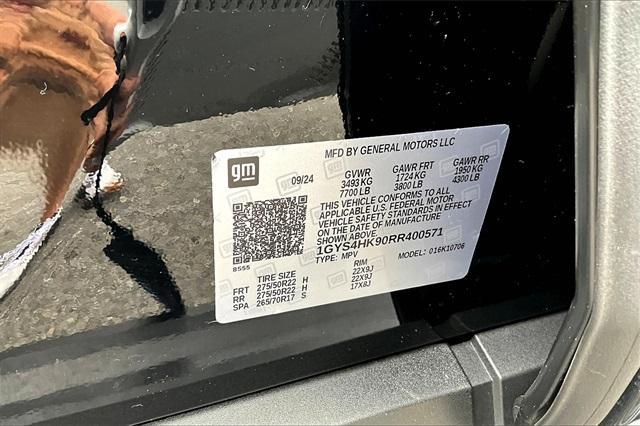 MFD BY GENERAL MOTORS LLC
gm
09/24 GVWR GAWR FRT GAWR RR
3493 KG 1724 KG 1950 KG
7700 LB 3800 LB 4300 LB
THIS VEHICLE CONFORMS TO ALL
APPLICABLE U.S. FEDERAL MOTOR
VEHICLE SAFETY STANDARDS IN EFFECT
ON THE DATE OF MANUFACTURE
SHOWN ABOVE.
1GYS4HK90RR400571
TYPE: MPV MODEL: 016K10706
8555
TIRE SIZE RIM
FRT 275/50R22 H 22X9J
RR 275/50R22 H 22X9J
SPA 265/70R17 S 17X8J